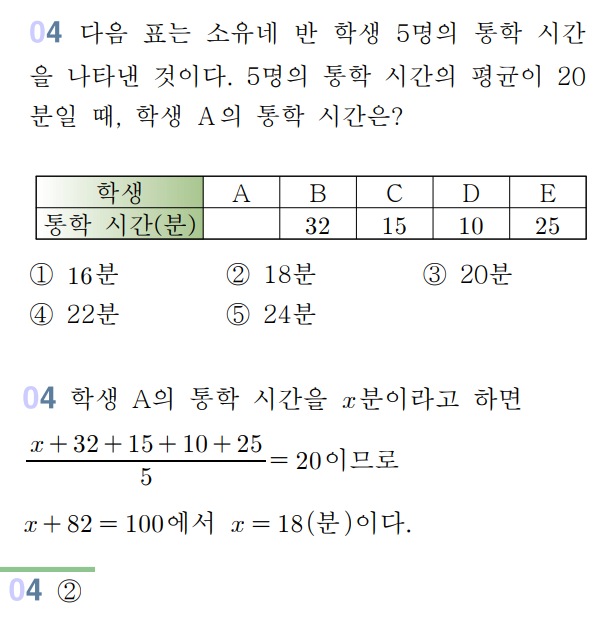 04 다음 표는 소유네 반 학생 5명의 통학 시간
을 나타낸 것이다. 5명의 통학 시간의 평균이 20
분일 때, 학생 A의 통학 시간은?
학생 A B C D E
통학 시간(분) 32 15 10 25
① 16분 ② 18분 ③ 20분
④ 22분 ⑤ 24분
04 학생 A의 통학 시간을 x분이라고 하면
x+32+15+10+25
5
=20이므로
x+82=100에서 x=18(분)이다.
04 ②